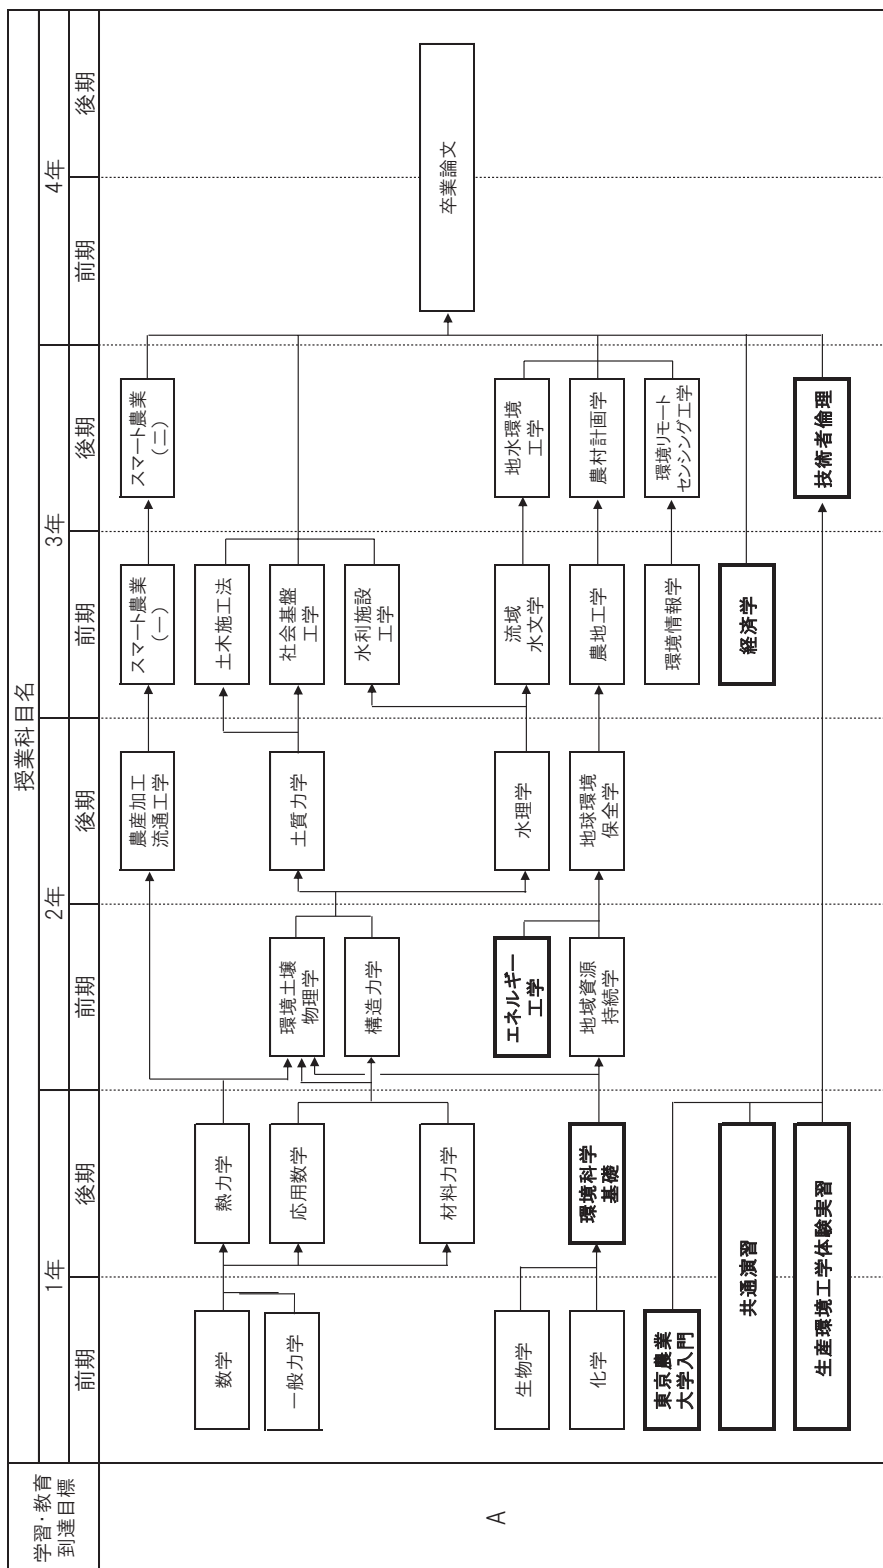 学習・教育
到達目標
授業科目名
1年
2年
3年
4年
前期
後期
前期
後期
前期
後期
前期
後期
A
数学
一般力学
生物学
化学
東京農業
大学入門
共通演習
生産環境工学体験実習
熱力学
応用数学
材料力学
環境科学
基礎
環境土壌
物理学
構造力学
エネルギー
工学
地域資源
持続学
農産加工
流通工学
土質力学
水理学
地球環境
保全学
スマート農業
（一）
土木施工法
社会基盤
工学
水利施設
工学
流域
水文学
農地工学
環境情報学
経済学
スマート農業
（二）
地水環境
工学
農村計画学
環境リモート
センシング工学
技術者倫理
卒業論文